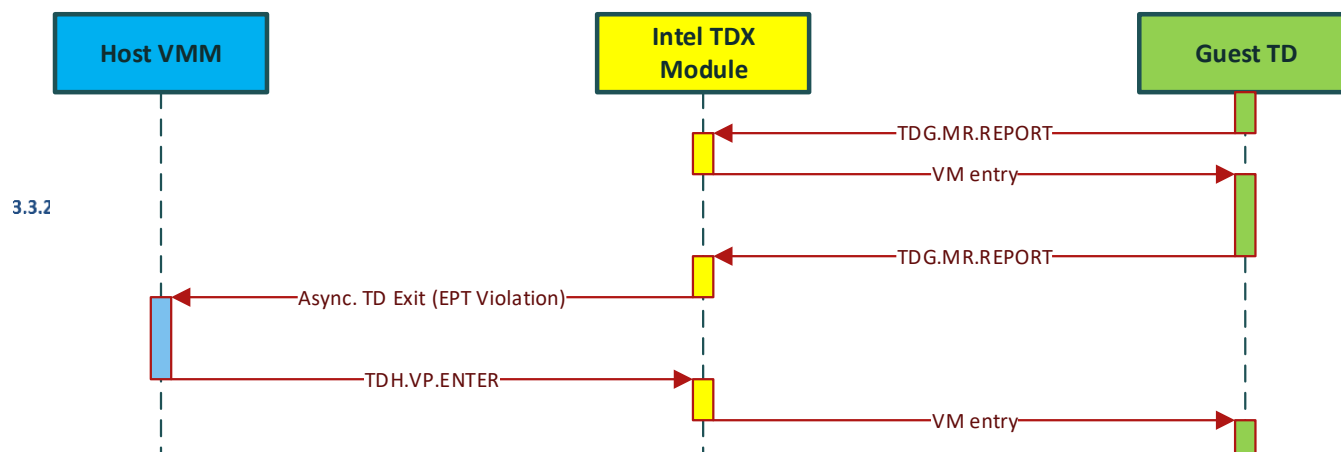 Host VMM
Intel TDX
Module
Guest TD
TDG.MR.REPORT
VM entry
3.3.2
TDG.MR.REPORT
Async. TD Exit (EPT Violation)
TDH.VP.ENTER
VM entry